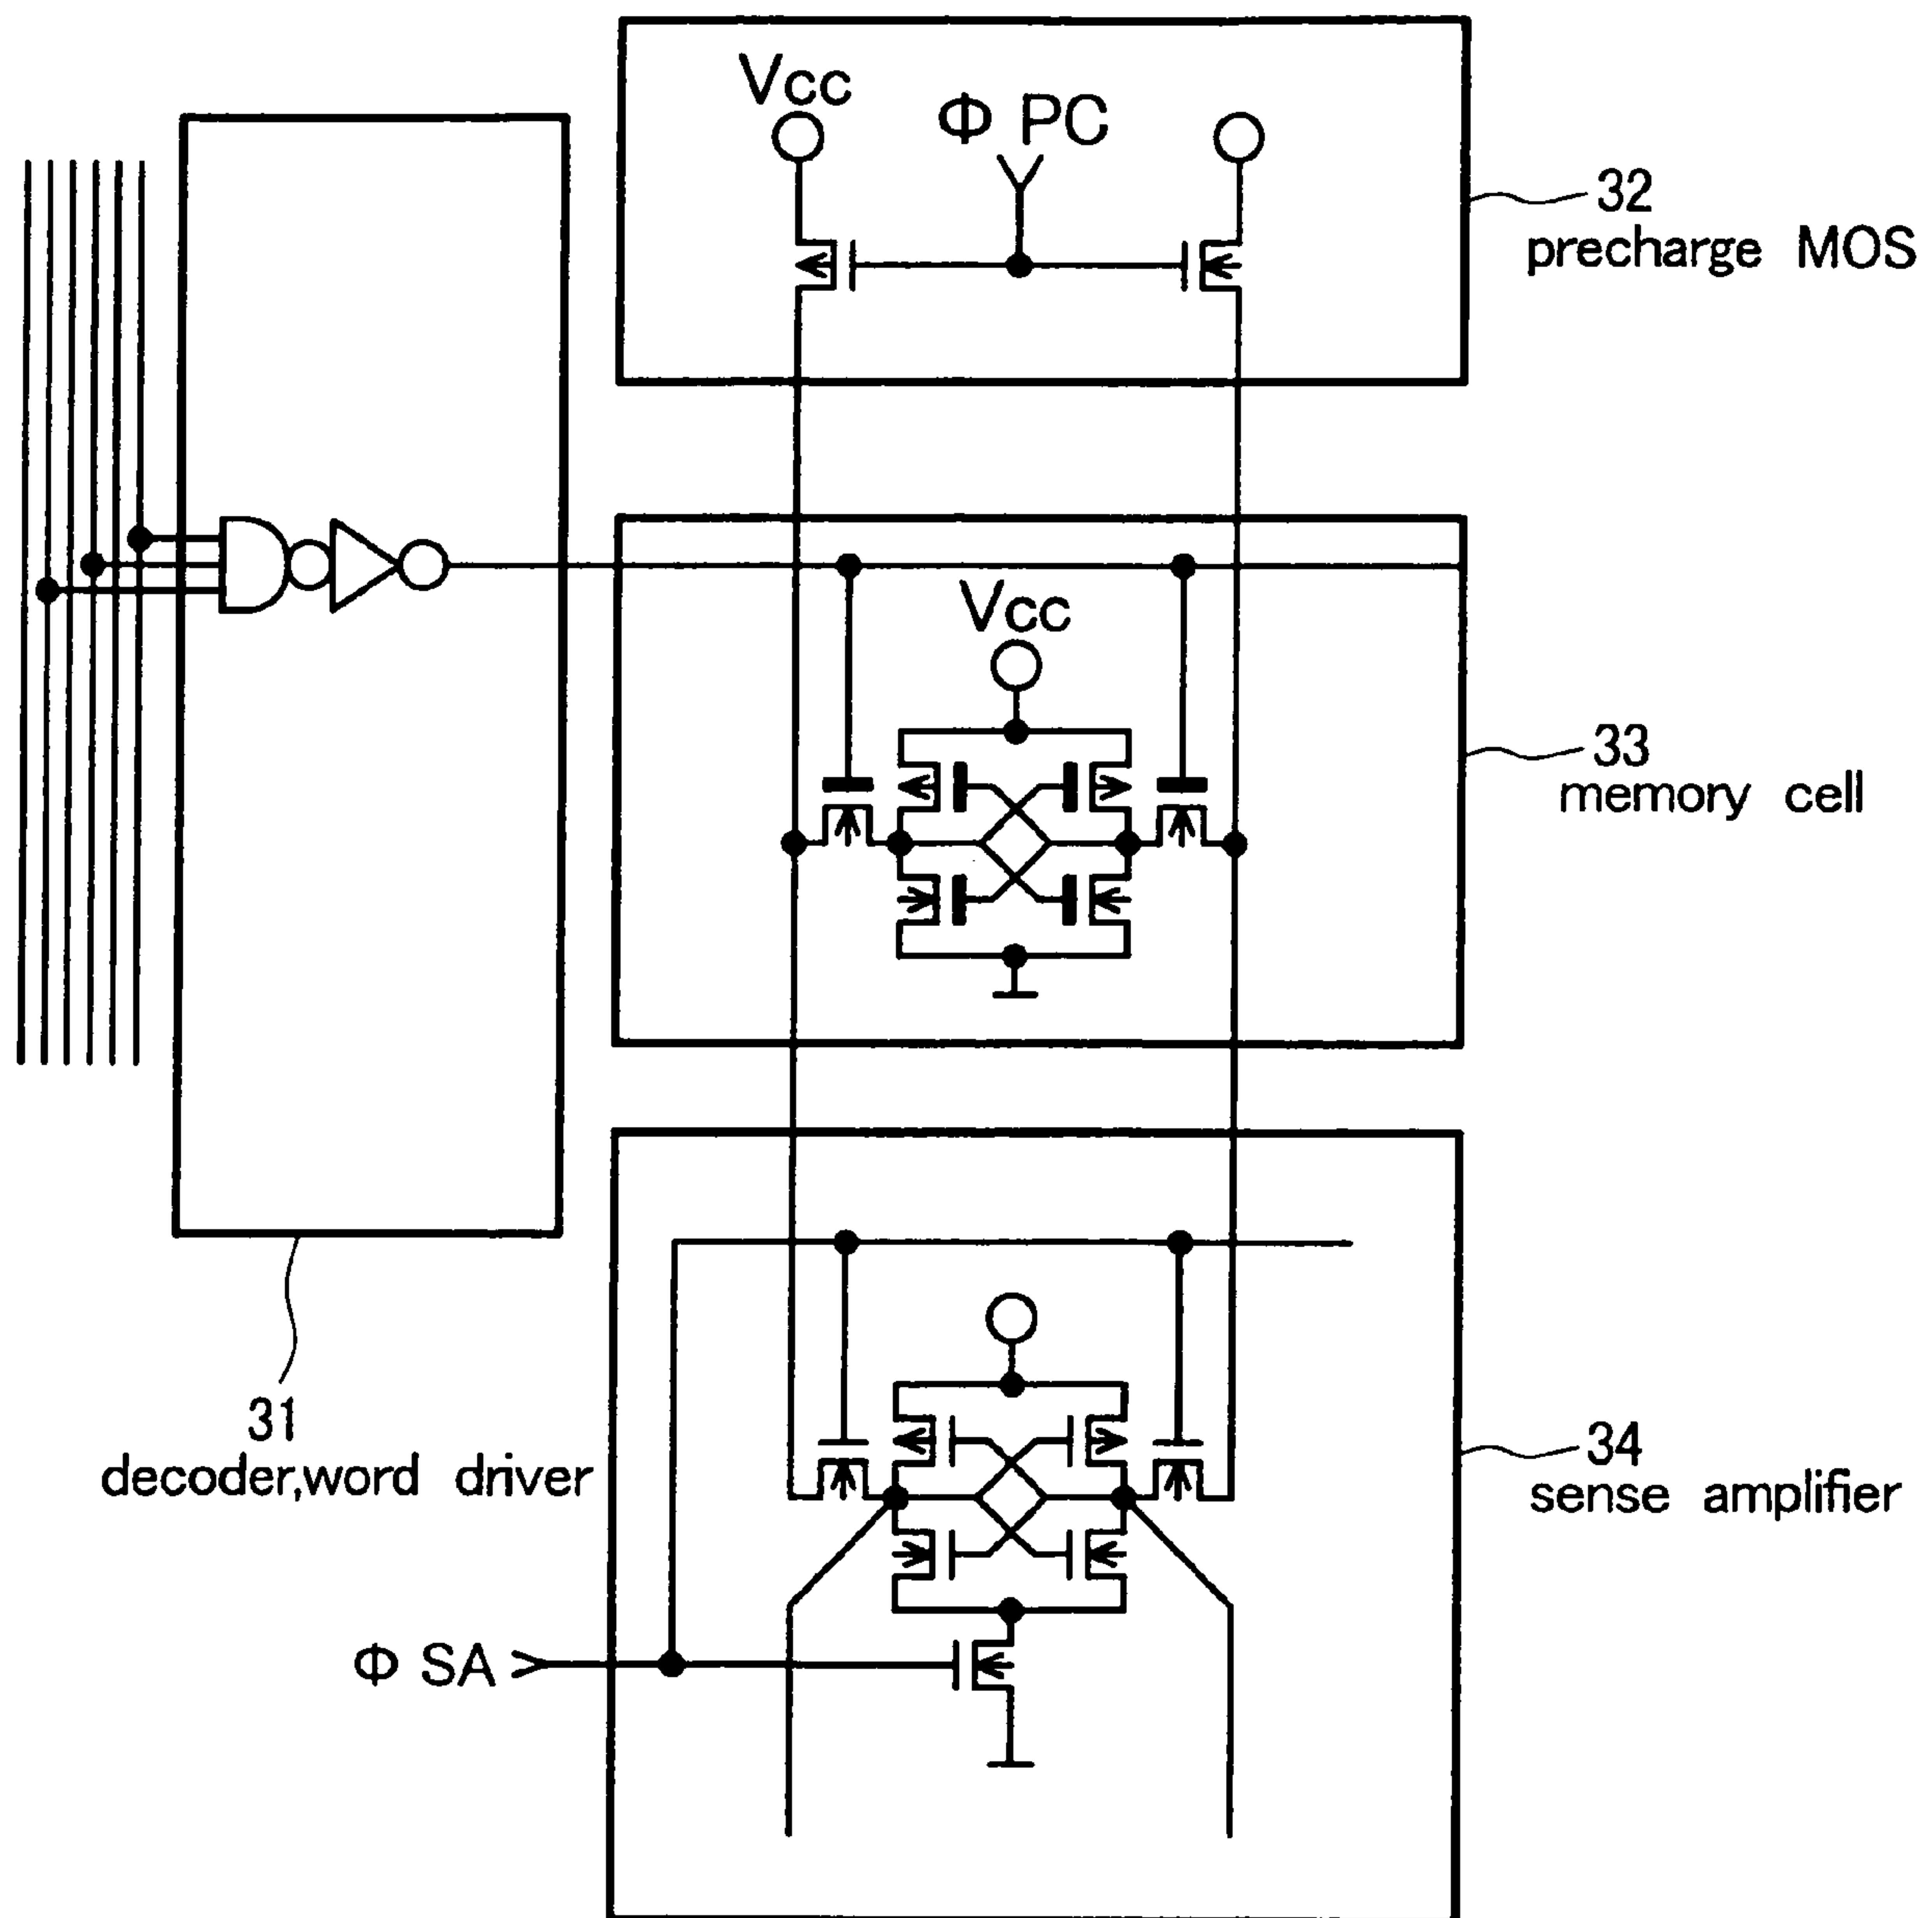 Vcc
Φ PC
32
precharge MOS
Vcc
33
memory cell
31
decoder,word driver
34
sense amplifier
Φ SA